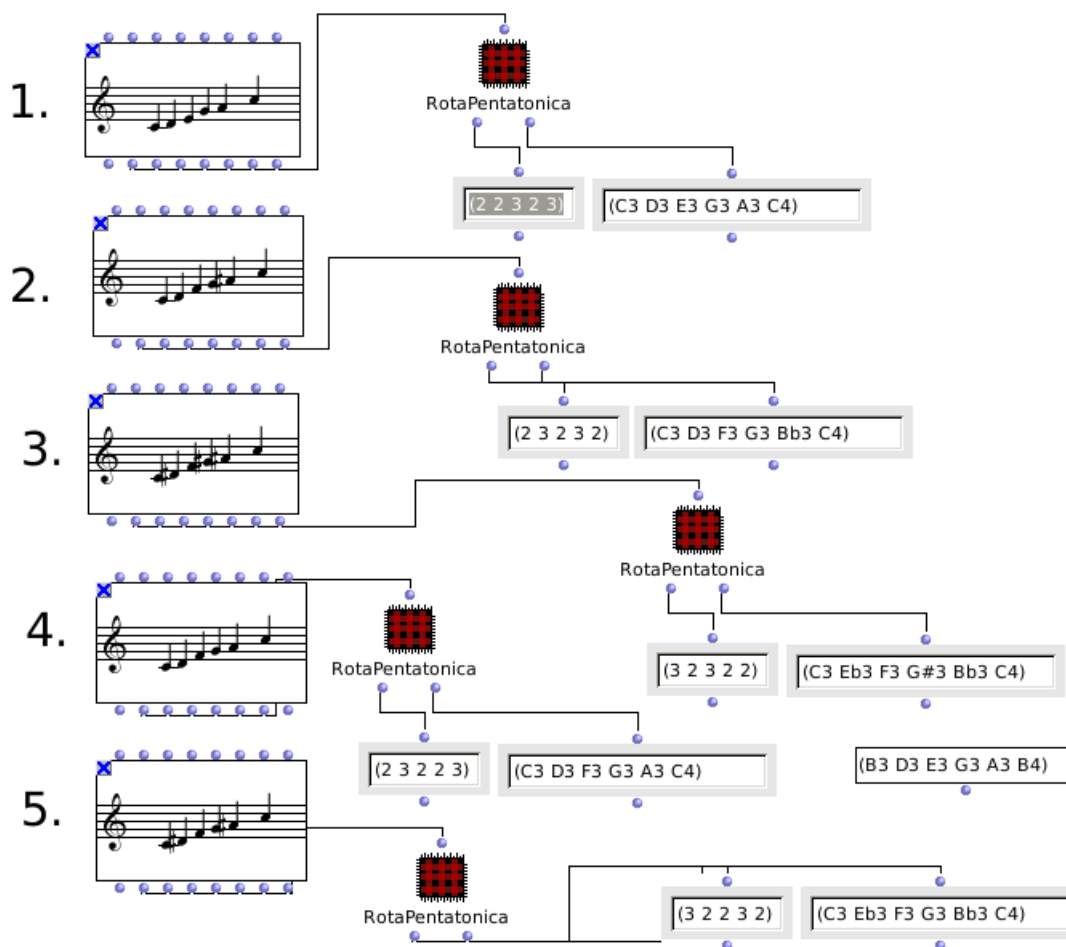 1.
RotaPentatonica
(2 2 3 2 3)
(C3 D3 E3 G3 A3 C4)
2.
RotaPentatonica
(2 3 2 3 2)
(C3 D3 F3 G3 Bb3 C4)
3.
RotaPentatonica
(3 2 3 2 2)
(C3 Eb3 F3 G#3 Bb3 C4)
4.
RotaPentatonica
(2 3 2 2 3)
(C3 D3 F3 G3 A3 C4)
(B3 D3 E3 G3 A3 B4)
5.
RotaPentatonica
(3 2 2 3 2)
(C3 Eb3 F3 G3 Bb3 C4)